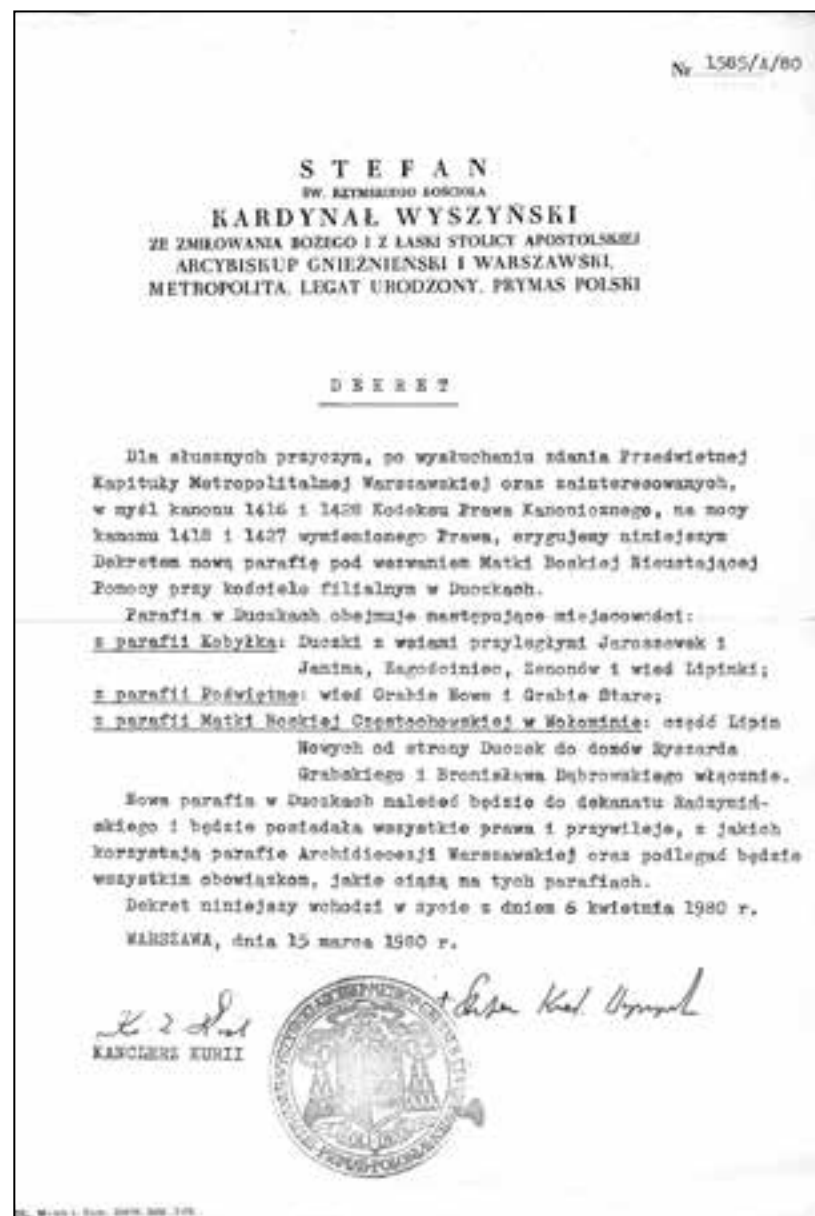 Nr 1585/A/80
STEFAN
ŚW. RZYMSKIEGO KOŚCIOŁA
KARDYNAŁ WYSZYŃSKI
ZE ZMIŁOWANIA BOŻEGO I Z ŁASKI STOLICY APOSTOLSKIEJ
ARCYBISKUP GNIEŹNIEŃSKI I WARSZAWSKI,
METROPOLITA, LEGAT URODZONY, PRYMAS POLSKI
DEKRET
Dla słusznych przyczyn, po wysłuchaniu zdania Prześwietnej
Kapituły Metropolitalnej Warszawskiej oraz zainteresowanych,
w myśl kanonu 1416 i 1428 Kodeksu Prawa Kanonicznego, na mocy
kanonu 1418 i 1427 wymienionego Prawa, erygujemy niniejszym
Dekretem nową parafię pod wezwaniem Matki Boskiej Nieustającej
Pomocy przy kościele filialnym w Duczkach.
Parafia w Duczkach obejmuje następujące miejscowości:
z parafii Kobyłka: Duczki z wsiami przyległymi Jaroszewek i
Janina, Zagościniec, Zenonów i wieś Lipinki;
z parafii Poświętne: wieś Grabie Nowe i Grabie Stare;
z parafii Matki Boskiej Częstochowskiej w Wołominie: część Lipin
Nowych od strony Duczek do domów Ryszarda
Grabskiego i Bronisława Dąbrowskiego włącznie.
Nowa parafia w Duczkach należeć będzie do dekanatu Radzymiń-
skiego i będzie posiadała wszystkie prawa i przywileje, z jakich
korzystają parafie Archidiecezji Warszawskiej oraz podlegać będzie
wszystkim obowiązkom, jakie ciążą na tych parafiach.
Dekret niniejszy wchodzi w życie z dniem 6 kwietnia 1980 r.
WARSZAWA, dnia 15 marca 1980 r.
KANCLERZ KURII